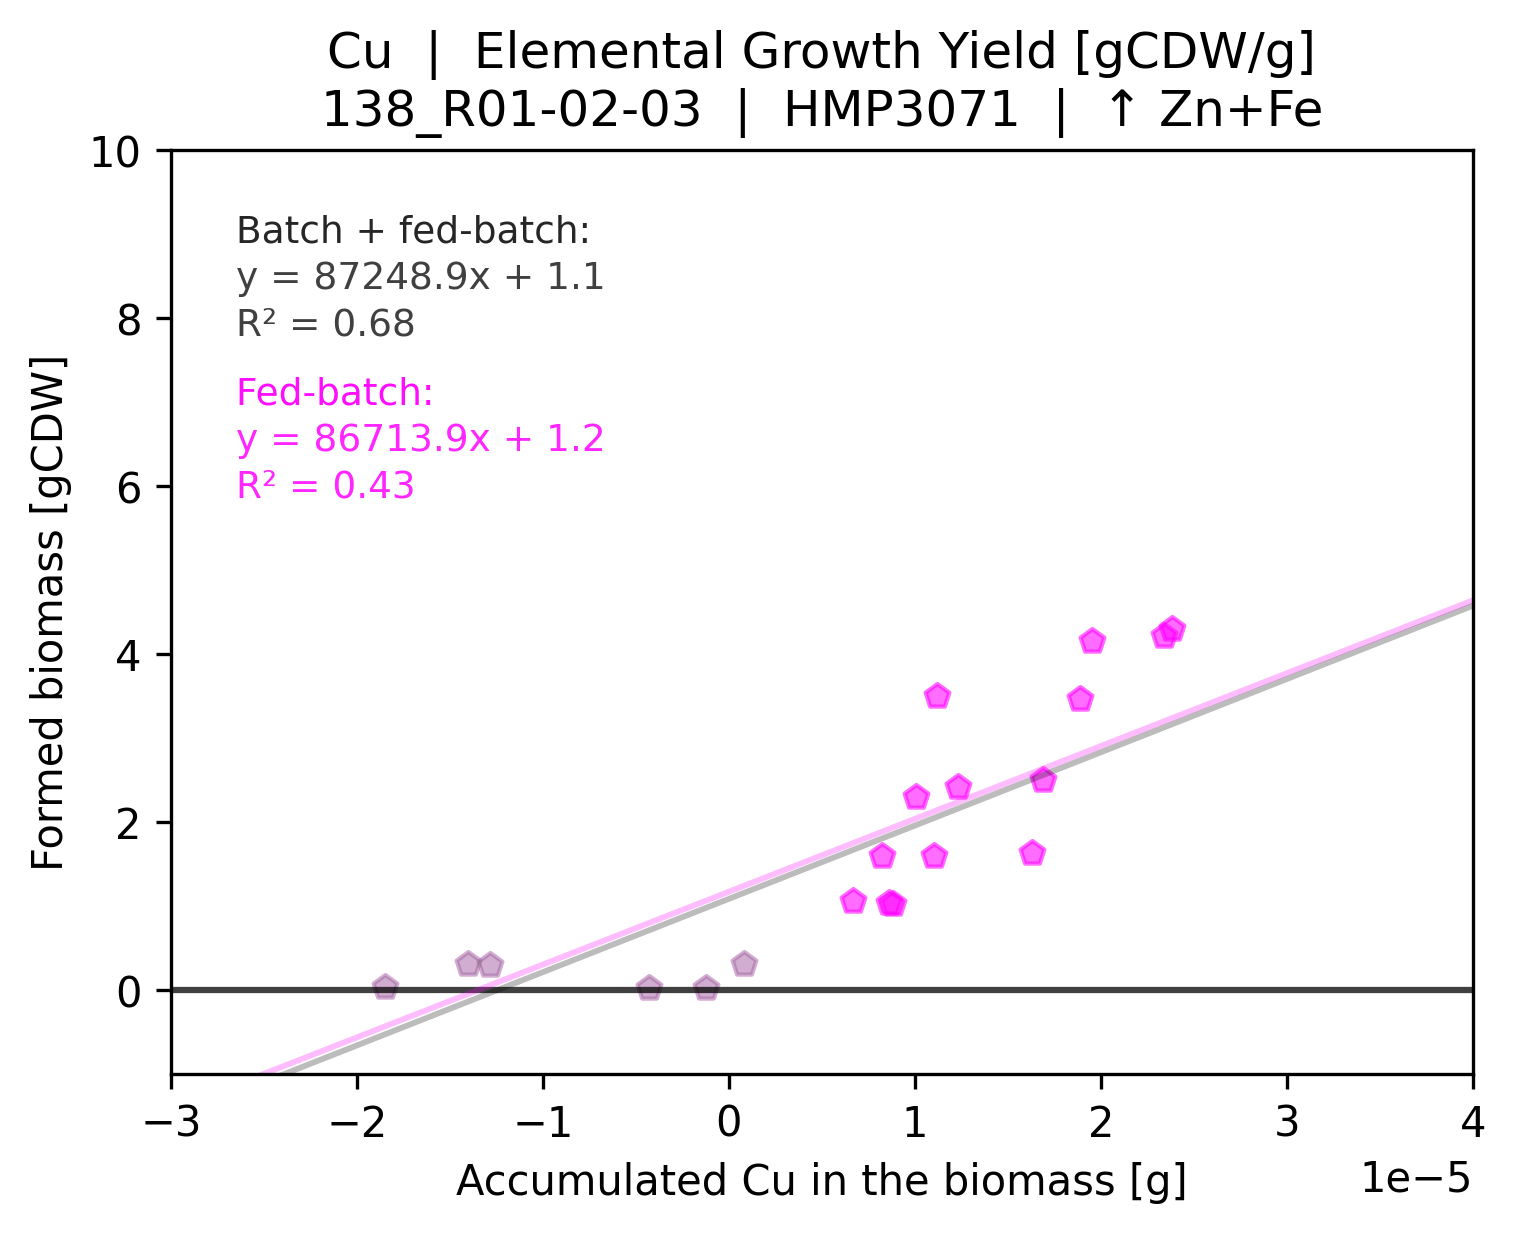 Cu | Elemental Growth Yield [gCDW/g]
138_R01-02-03 | HMP3071 | ↑ Zn+Fe
10
8
6
4
2
0
Formed biomass [gCDW]
Batch + fed-batch:
y = 87248.9x + 1.1
R² = 0.68
Fed-batch:
y = 86713.9x + 1.2
R² = 0.43
−3 −2 −1 0 1 2 3 4
Accumulated Cu in the biomass [g]
1e−5